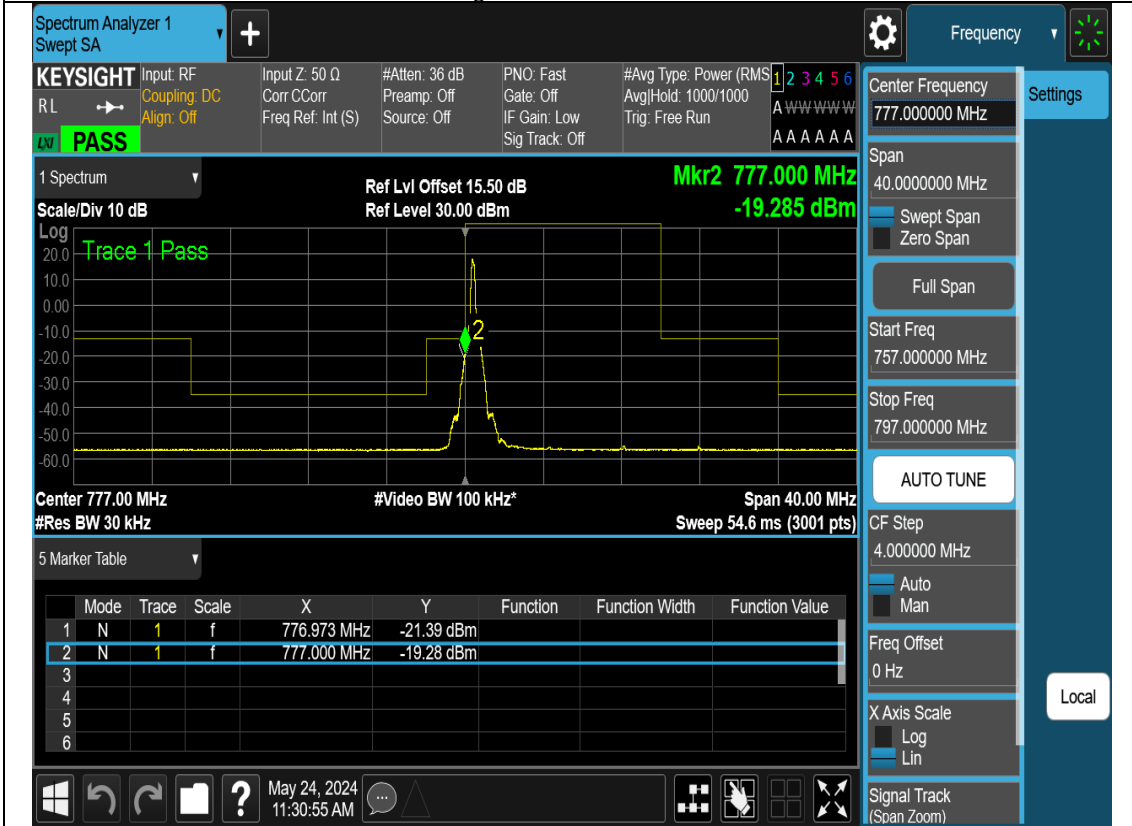 Spectrum Analyzer 1
Swept SA
+
Frequency
KEYSIGHT
RL
LXI PASS
Input: RF
Coupling: DC
Align: Off
Input Z: 50 Ω
Corr CCorr
Freq Ref: Int (S)
#Atten: 36 dB
Preamp: Off
Source: Off
PNO: Fast
Gate: Off
IF Gain: Low
Sig Track: Off
#Avg Type: Power (RMS
Avg|Hold: 1000/1000
Trig: Free Run
1 2 3 4 5 6
A W W W W W
A A A A A A
1 Spectrum
Scale/Div 10 dB
Ref Lvl Offset 15.50 dB
Ref Level 30.00 dBm
Mkr2 777.000 MHz
-19.285 dBm
Log
Trace 1 Pass
20.0
10.0
0.00
-10.0
-20.0
-30.0
-40.0
-50.0
-60.0
2
Center 777.00 MHz
#Video BW 100 kHz*
Span 40.00 MHz
#Res BW 30 kHz
Sweep 54.6 ms (3001 pts)
5 Marker Table
Mode Trace Scale X Y Function Function Width Function Value
1 N 1 f 776.973 MHz -21.39 dBm
2 N 1 f 777.000 MHz -19.28 dBm
3
4
5
6
?
May 24, 2024
11:30:55 AM
Center Frequency
777.000000 MHz
Settings
Span
40.0000000 MHz
Swept Span
Zero Span
Full Span
Start Freq
757.000000 MHz
Stop Freq
797.000000 MHz
AUTO TUNE
CF Step
4.000000 MHz
Auto
Man
Freq Offset
0 Hz
X Axis Scale
Log
Lin
Local
Signal Track
(Span Zoom)